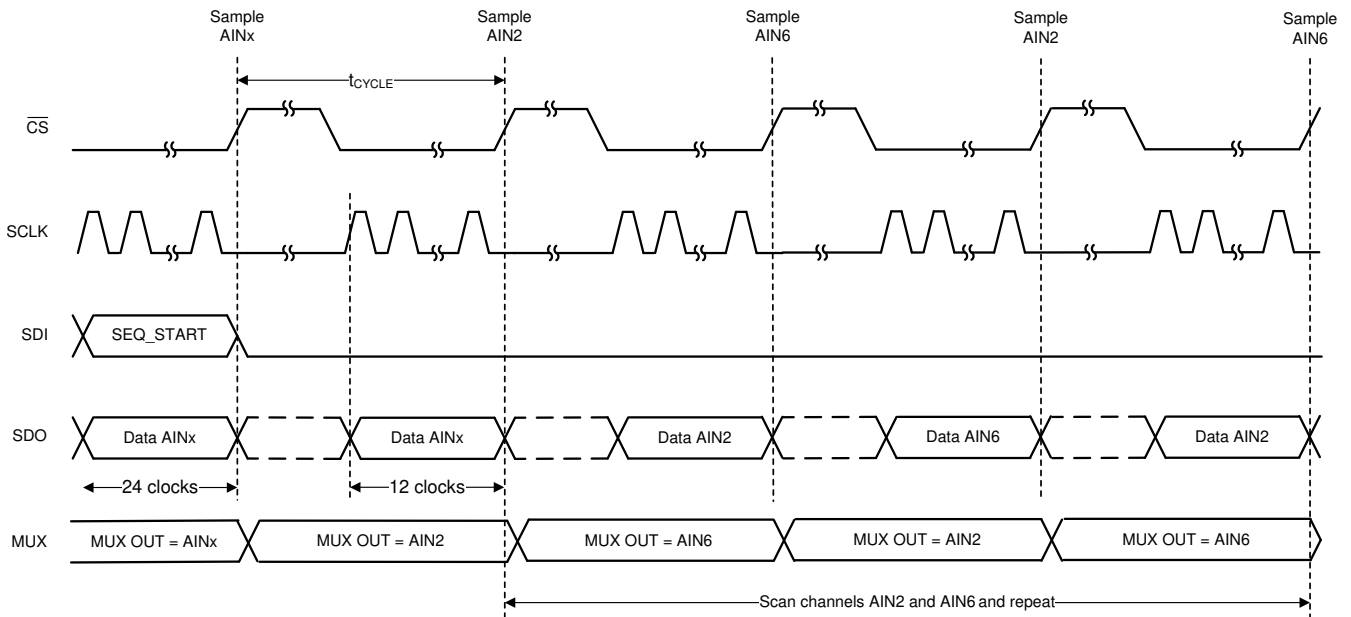 Sample
AINx
Sample
AIN2
Sample
AIN6
Sample
AIN2
Sample
AIN6
tCYCLE
CS
SCLK
SDI
SEQ_START
SDO
Data AINx
Data AINx
Data AIN2
Data AIN6
Data AIN2
24 clocks
12 clocks
MUX
MUX OUT = AINx
MUX OUT = AIN2
MUX OUT = AIN6
MUX OUT = AIN2
MUX OUT = AIN6
Scan channels AIN2 and AIN6 and repeat